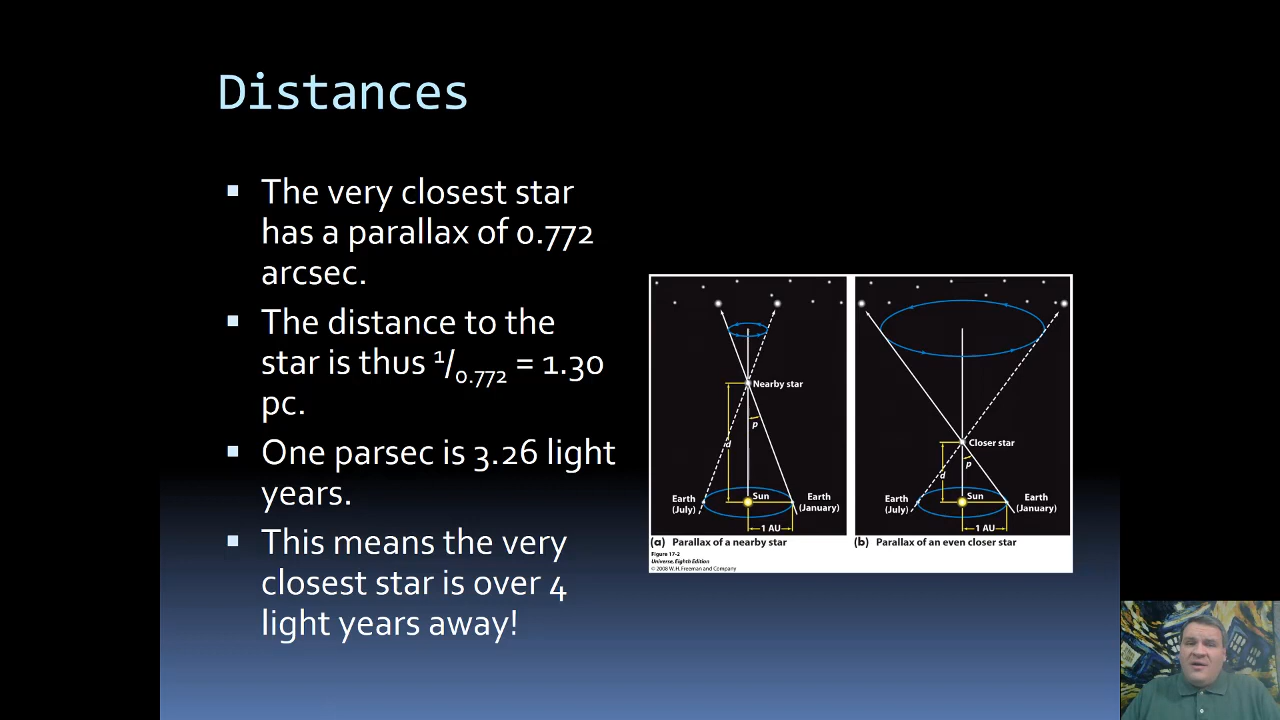 Distances
▪ The very closest star
has a parallax of 0.772
arcsec.
▪ The distance to the
star is thus 1/0.772 = 1.30
pc.
▪ One parsec is 3.26 light
years.
▪ This means the very
closest star is over 4
light years away!
Nearby star
p
d
Earth
(July)
Sun
Earth
(January)
1 AU
(a) Parallax of a nearby star
Figure 17-2
Universe, Eighth Edition
© 2008 W. H. Freeman and Company
Closer star
p
d
Earth
(July)
Sun
Earth
(January)
1 AU
(b) Parallax of an even closer star